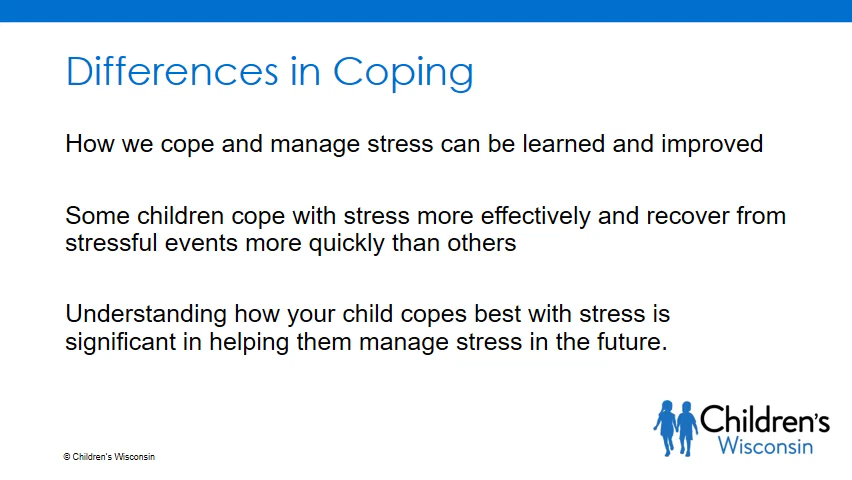 Differences in Coping
How we cope and manage stress can be learned and improved
Some children cope with stress more effectively and recover from
stressful events more quickly than others
Understanding how your child copes best with stress is
significant in helping them manage stress in the future.
Children's
Wisconsin
© Children's Wisconsin